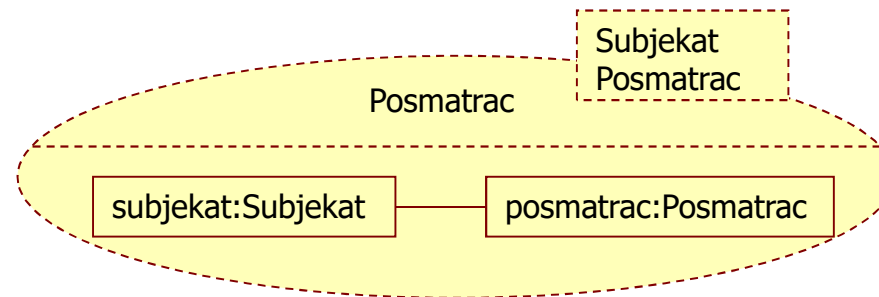 Subjekat
Posmatrac
Posmatrac
subjekat:Subjekat
posmatrac:Posmatrac